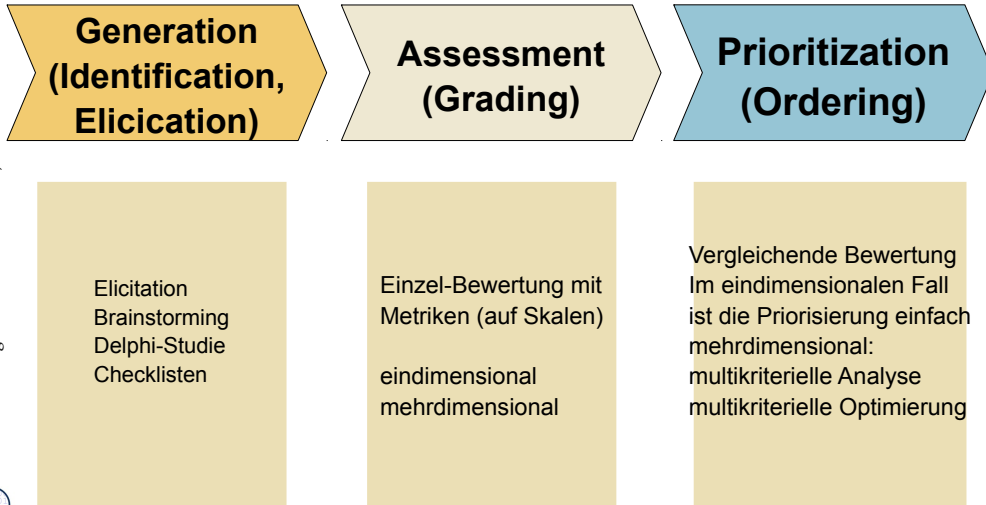 Generation
(Identification,
Elicication)
Assessment
(Grading)
Prioritization
(Ordering)
Elicitation
Brainstorming
Delphi-Studie
Checklisten
Einzel-Bewertung mit
Metriken (auf Skalen)
eindimensional
mehrdimensional
Vergleichende Bewertung
Im eindimensionalen Fall
ist die Priorisierung einfach
mehrdimensional:
multikriterielle Analyse
multikriterielle Optimierung